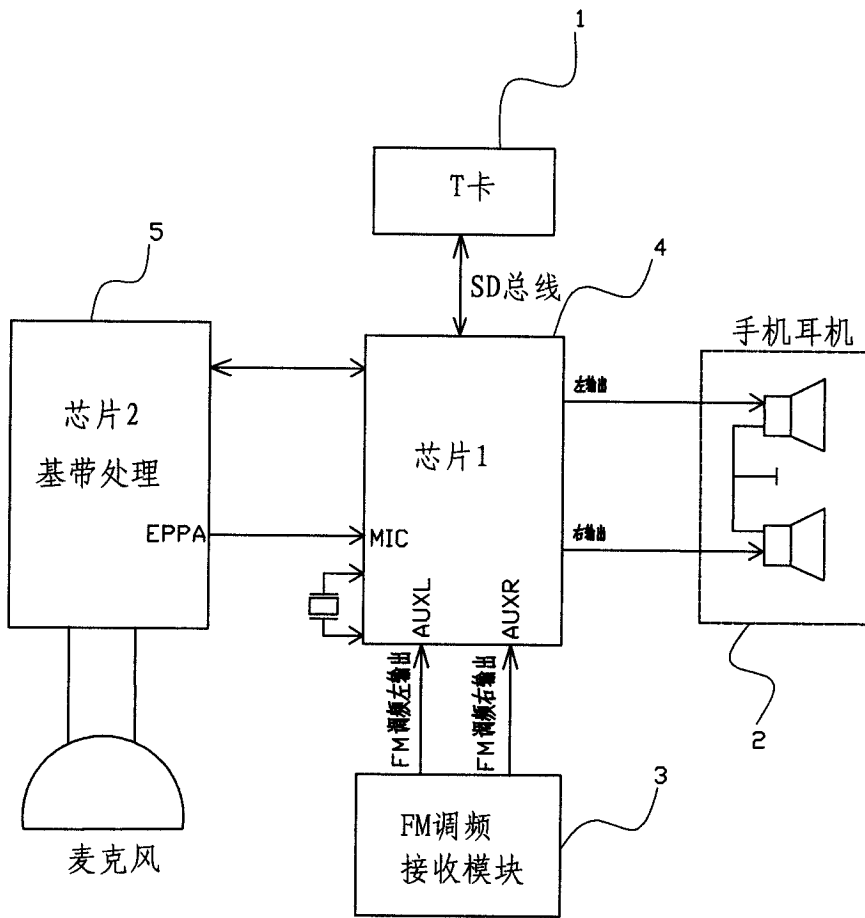 1
T卡
5
4
SD总线
手机耳机
左输出
芯片2
基带处理
芯片1
EPPA
MIC
右输出
AUXL
AUXR
FM调频左输出
FM调频右输出
2
3
FM调频
接收模块
麦克风